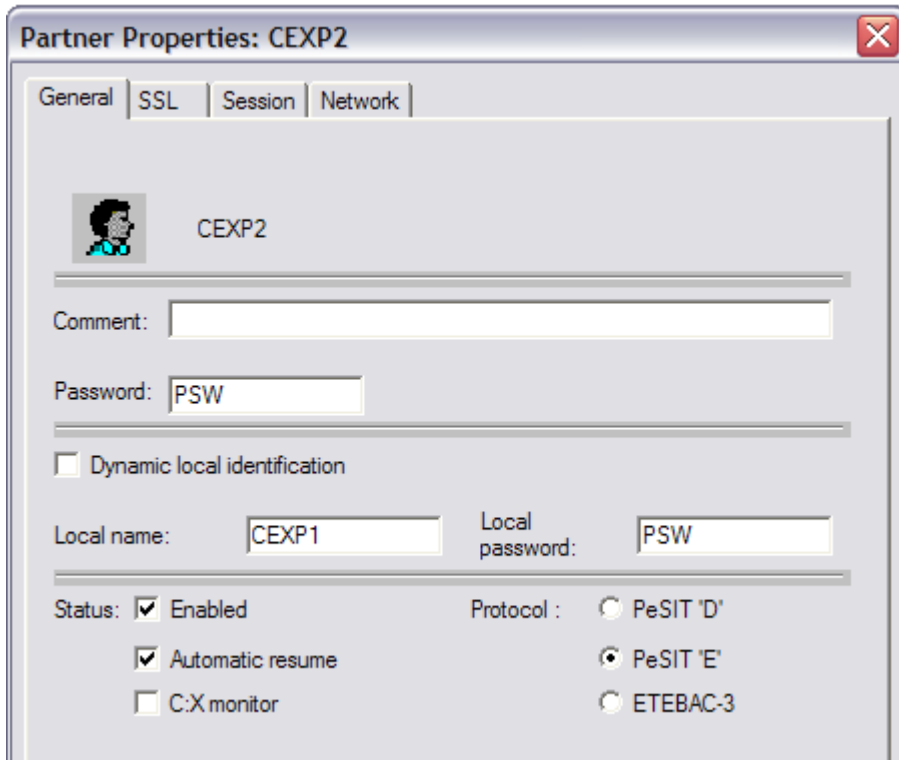 Partner Properties: CEXP2
General SSL Session Network
CEXP2
Comment:
Password: PSW
Dynamic local identification
Local name: CEXP1 Local password: PSW
Status: Enabled Protocol : PeSIT 'D'
Automatic resume PeSIT 'E'
C:X monitor ETEBAC-3